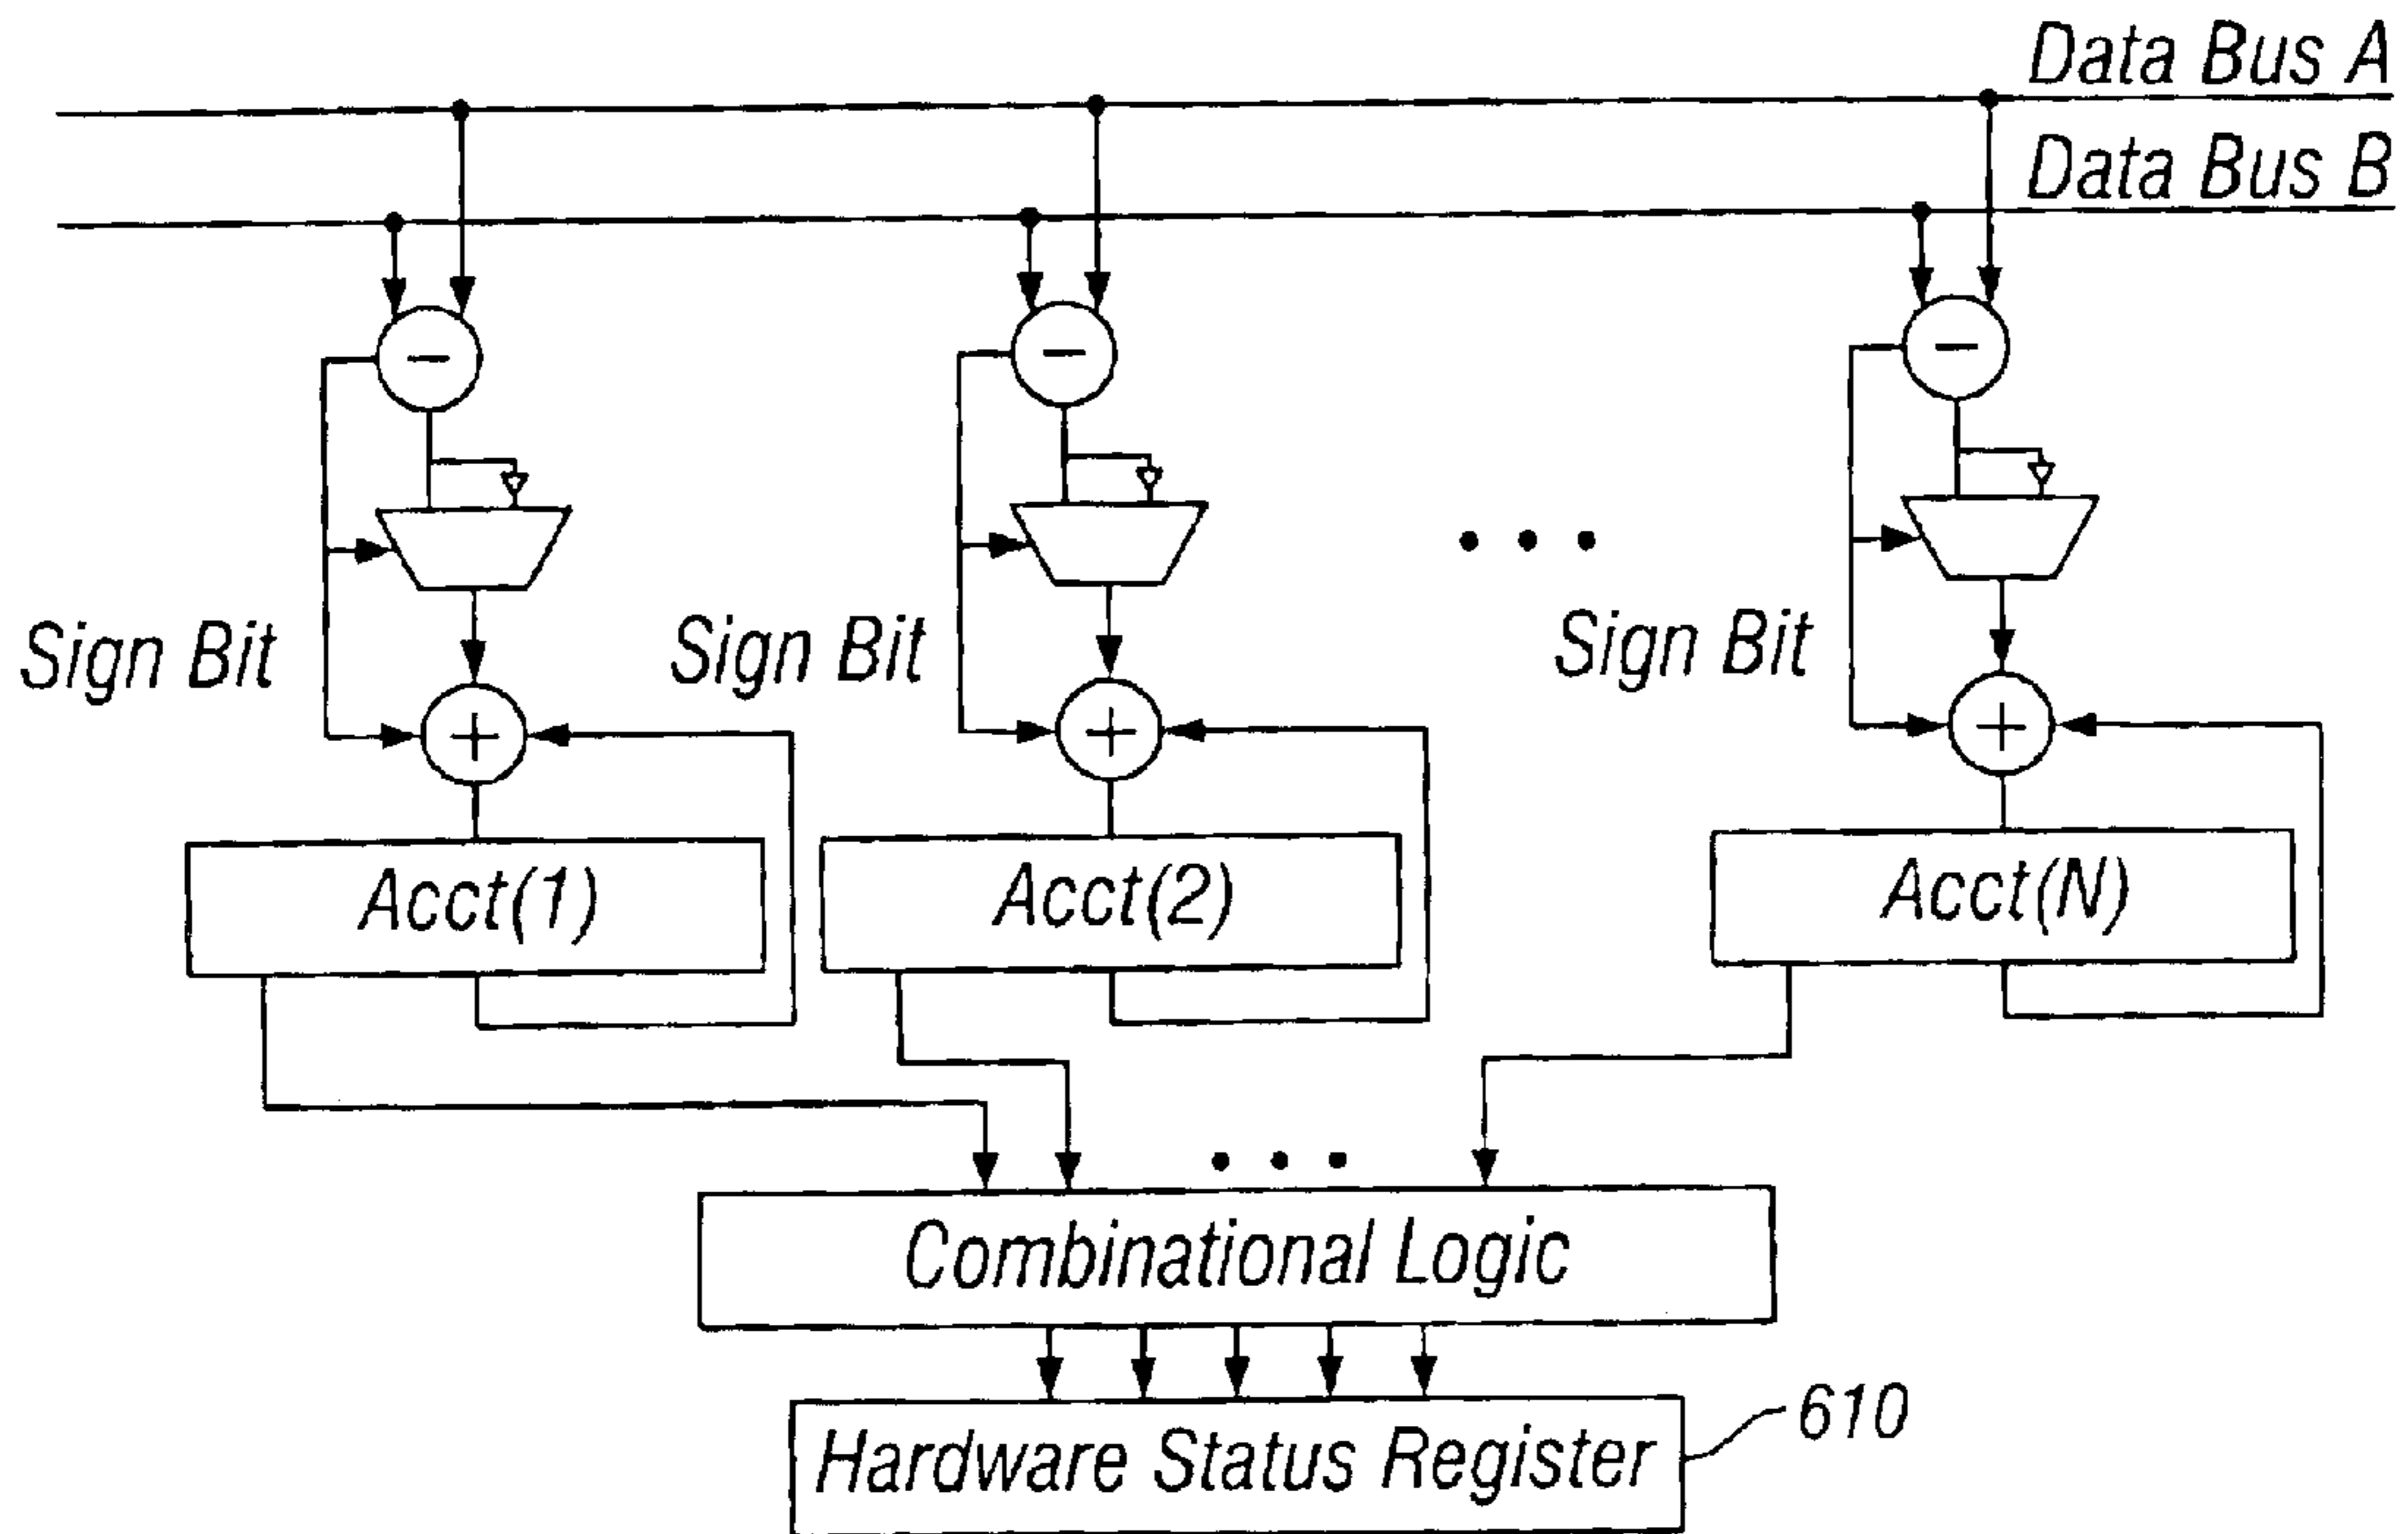 Data Bus A
Data Bus B
Sign Bit
Sign Bit
Sign Bit
Acct(1)
Acct(2)
Acct(N)
Combinational Logic
Hardware Status Register
610